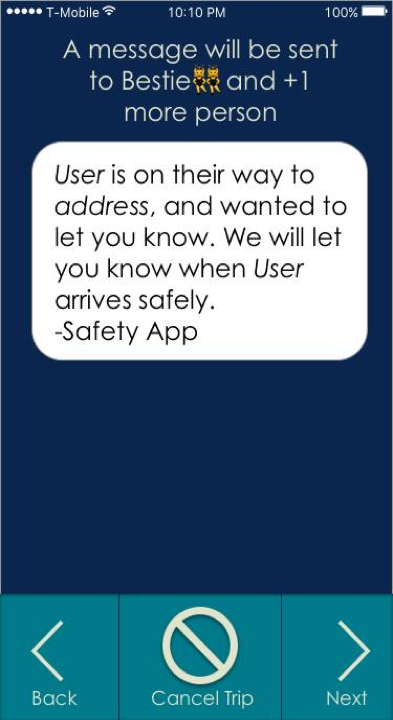 T-Mobile 10:10 PM 100%
A message will be sent
to Bestie👯👯 and +1
more person
User is on their way to
address, and wanted to
let you know. We will let
you know when User
arrives safely.
-Safety App
Back Cancel Trip Next